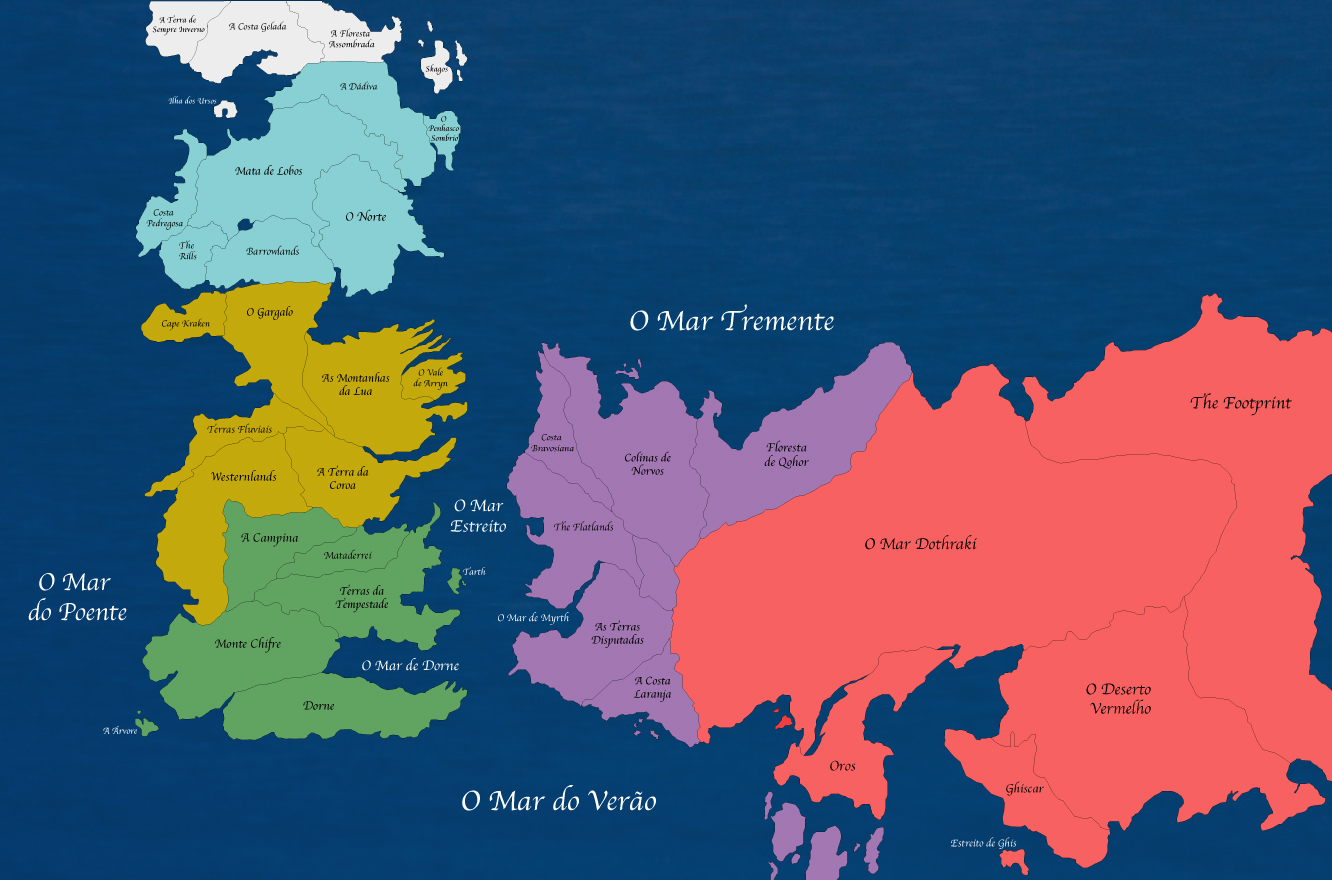 A Terra de
Sempre Inverno
A Costa Gelada
A Floresta
Assombrada
Skagos
Ilha dos Ursos
A Dádiva
O
Penhasco
Sombrio
Mata de Lobos
Costa
Pedregosa
O Norte
The
Rills
Barrowlands
Cape Kraken
O Gargalo
O Mar Tremente
As Montanhas
da Lua
O Vale
de Arryn
The Footprint
Terras Fluviais
Westernlands
A Terra da
Coroa
Costa
Bravosiana
Colinas de
Norvos
Floresta
de Qohor
O Mar
Estreito
The Flatlands
A Campina
Mataderrei
O Mar Dothraki
Tarth
O Mar
do Poente
Terras da
Tempestade
O Mar de Myrth
As Terras
Disputadas
Monte Chifre
O Mar de Dorne
A Costa
Laranja
O Deserto
Vermelho
Dorne
A Árvore
Oros
Ghiscar
O Mar do Verão
Estreito de Ghis